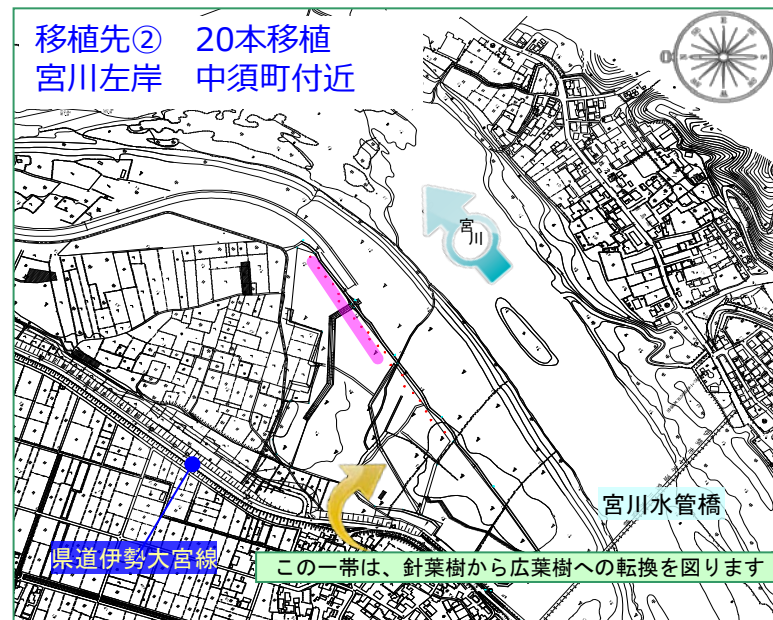 移植先②　20本移植
宮川左岸　中須町付近
宮川
宮川水管橋
県道伊勢大宮線
この一帯は、針葉樹から広葉樹への転換を図ります